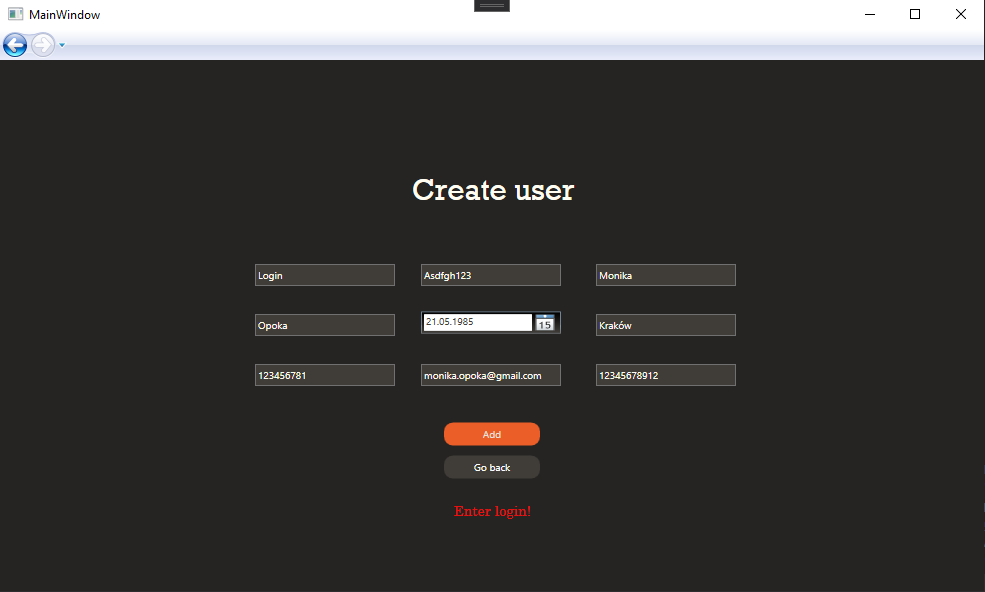 MainWindow
Create user
Login Asdfgh123 Monika
Opoka 21.05.1985 15 Kraków
123456781 monika.opoka@gmail.com 12345678912
Add
Go back
Enter login!